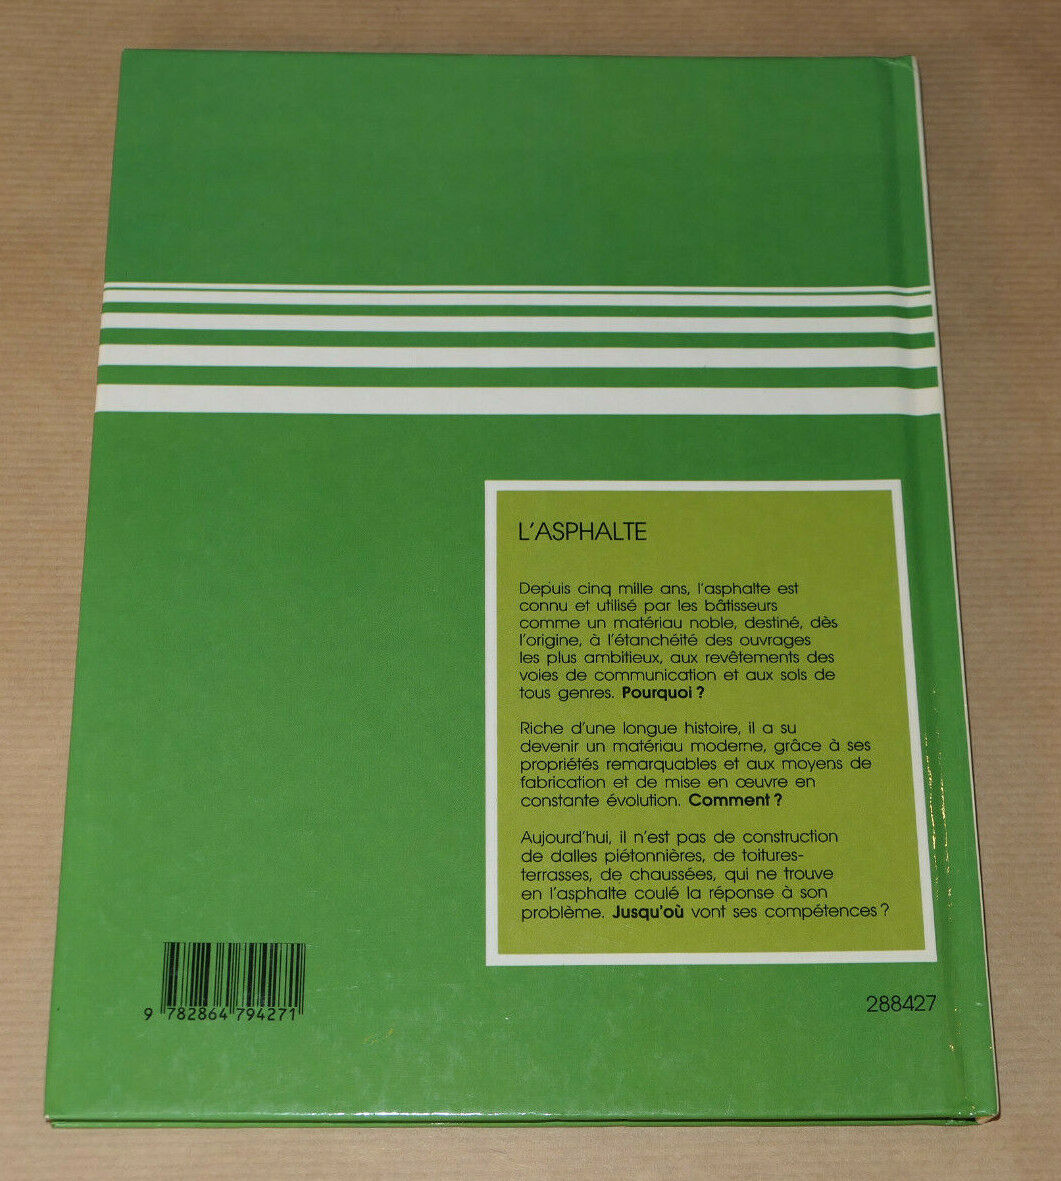 L'ASPHALTE
Depuis cinq mille ans, l'asphalte est
connu et utilisé par les bâtisseurs
comme un matériau noble, destiné, dès
l'origine, à l'étanchéité des ouvrages
les plus ambitieux, aux revêtements des
voies de communication et aux sols de
tous genres. Pourquoi ?
Riche d'une longue histoire, il a su
devenir un matériau moderne, grâce à ses
propriétés remarquables et aux moyens de
fabrication et de mise en œuvre en
constante évolution. Comment ?
Aujourd'hui, il n'est pas de construction
de dalles piétonnières, de toitures-
terrasses, de chaussées, qui ne trouve
en l'asphalte coulé la réponse à son
problème. Jusqu'où vont ses compétences ?
9 782864 794271
288427